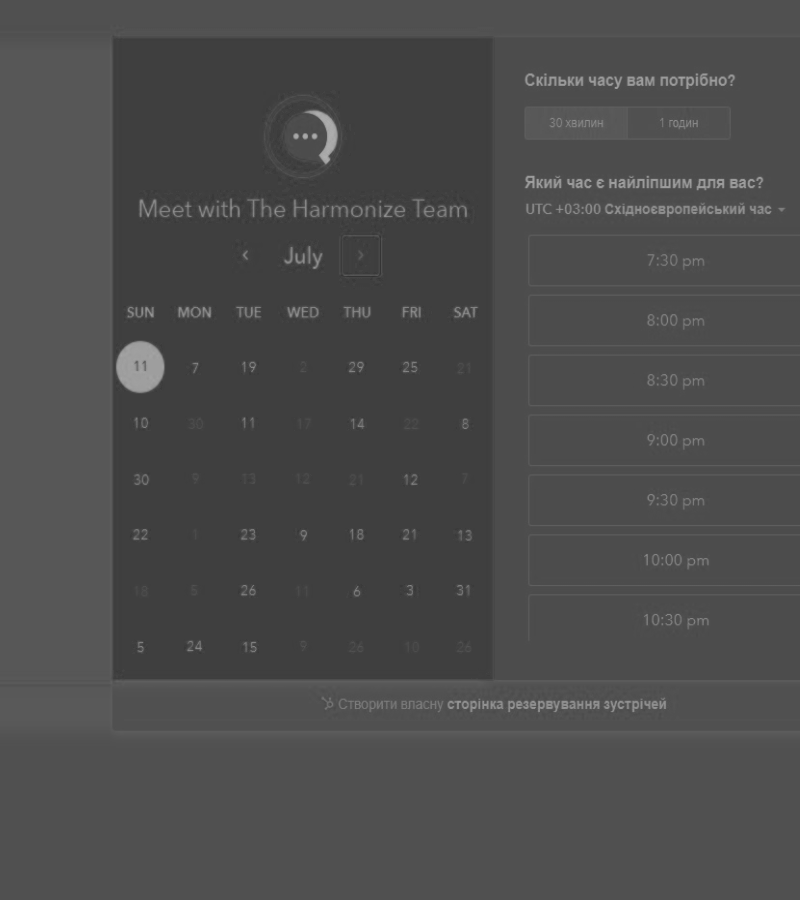 Meet with The Harmonize Team
July
SUN MON TUE WED THU FRI SAT
11 7 19 2 29 25 21
10 30 11 17 14 22 8
30 9 13 12 21 12 7
22 1 23 9 18 21 13
18 5 26 11 6 3 31
5 24 15 9 26 10 26
Скільки часу вам потрібно?
30 хвилин 1 годин
Який час є найліпшим для вас?
UTC +03:00 Східноєвропейський час
7:30 pm
8:00 pm
8:30 pm
9:00 pm
9:30 pm
10:00 pm
10:30 pm
Створити власну сторінка резервування зустрічей